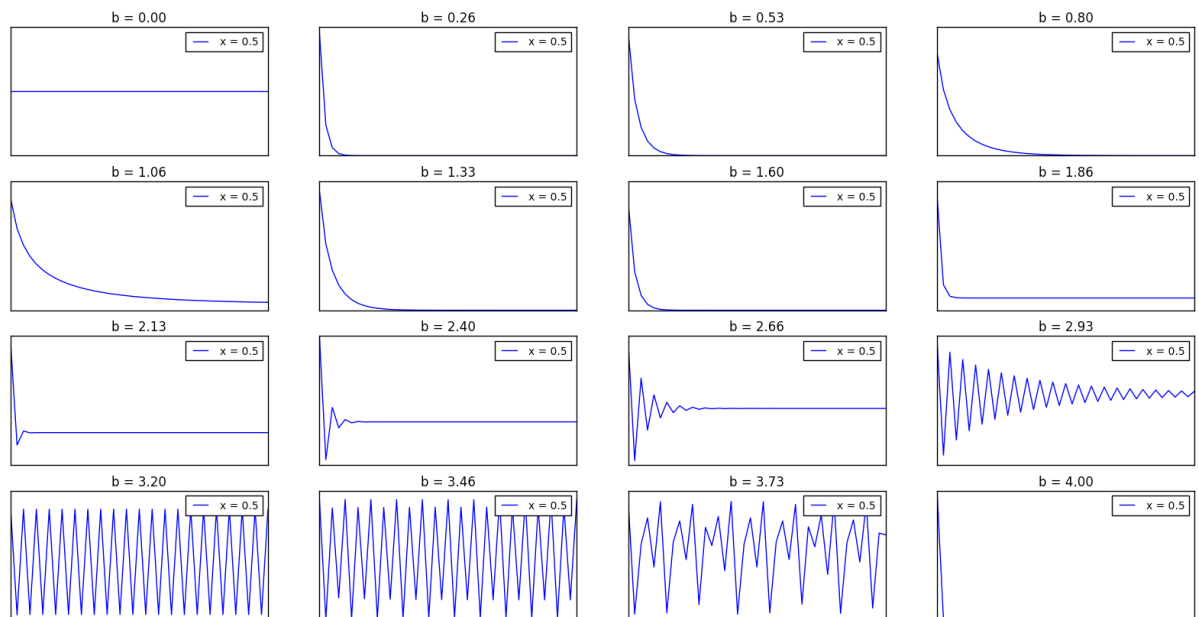 b = 0.00
b = 0.26
b = 0.53
b = 0.80
x = 0.5
x = 0.5
x = 0.5
x = 0.5
b = 1.06
b = 1.33
b = 1.60
b = 1.86
x = 0.5
x = 0.5
x = 0.5
x = 0.5
b = 2.13
b = 2.40
b = 2.66
b = 2.93
x = 0.5
x = 0.5
x = 0.5
x = 0.5
b = 3.20
b = 3.46
b = 3.73
b = 4.00
x = 0.5
x = 0.5
x = 0.5
x = 0.5